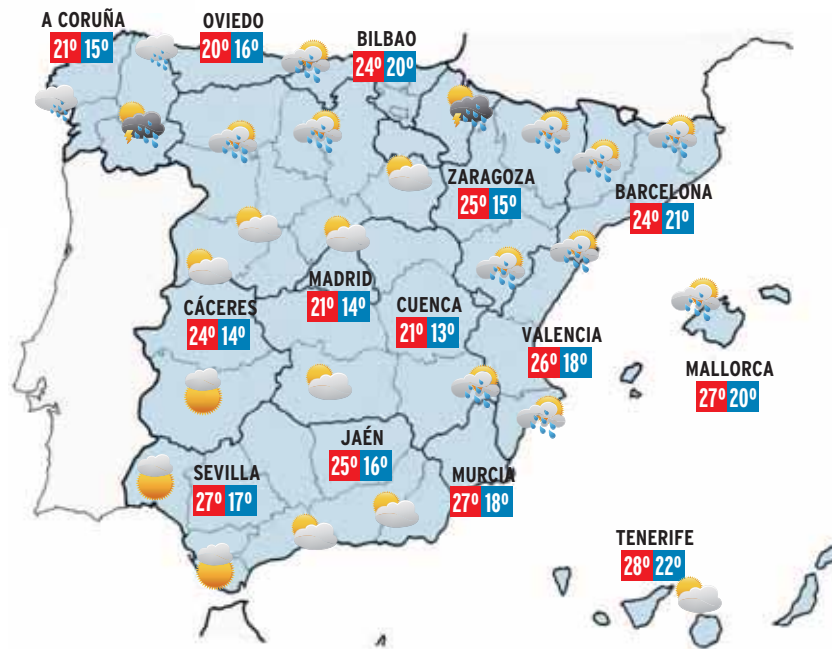 A CORUÑA
21º 15º
OVIEDO
20º 16º
BILBAO
24º 20º
ZARAGOZA
25º 15º
BARCELONA
24º 21º
MADRID
21º 14º
CÁCERES
24º 14º
CUENCA
21º 13º
VALENCIA
26º 18º
MALLORCA
27º 20º
JAÉN
25º 16º
SEVILLA
27º 17º
MURCIA
27º 18º
TENERIFE
28º 22º